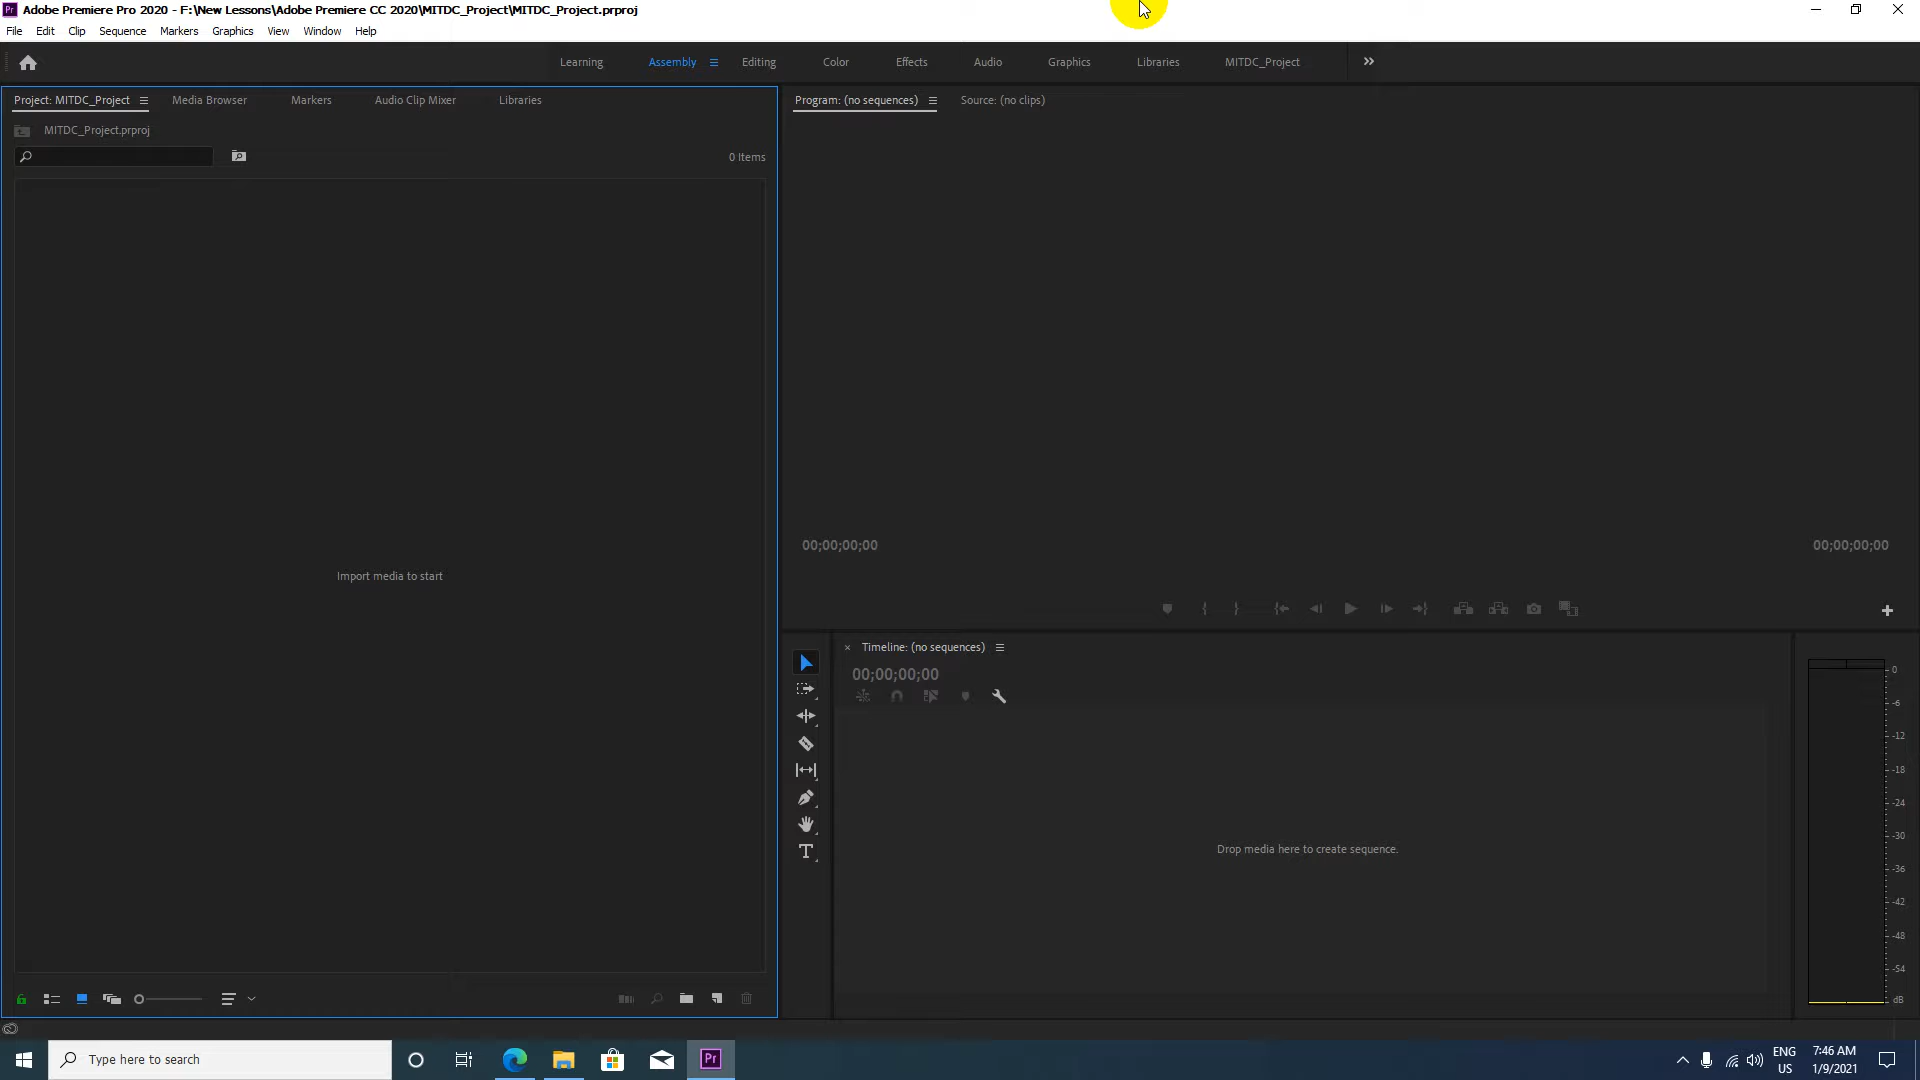 Adobe Premiere Pro 2020 - F:\New Lessons\Adobe Premiere CC 2020\MITDC_Project\MITDC_Project.prproj
File Edit Clip Sequence Markers Graphics View Window Help
Learning Assembly Editing Color Effects Audio Graphics Libraries MITDC_Project
Project: MITDC_Project Media Browser Markers Audio Clip Mixer Libraries
Program: (no sequences) Source: (no clips)
MITDC_Project.prproj
0 Items
Import media to start
00;00;00;00 00;00;00;00
Timeline: (no sequences)
00;00;00;00
Drop media here to create sequence.
0
-6
-12
-18
-24
-30
-36
-42
-48
-54
dB
Type here to search
Pr
ENG
US
7:46 AM
1/9/2021